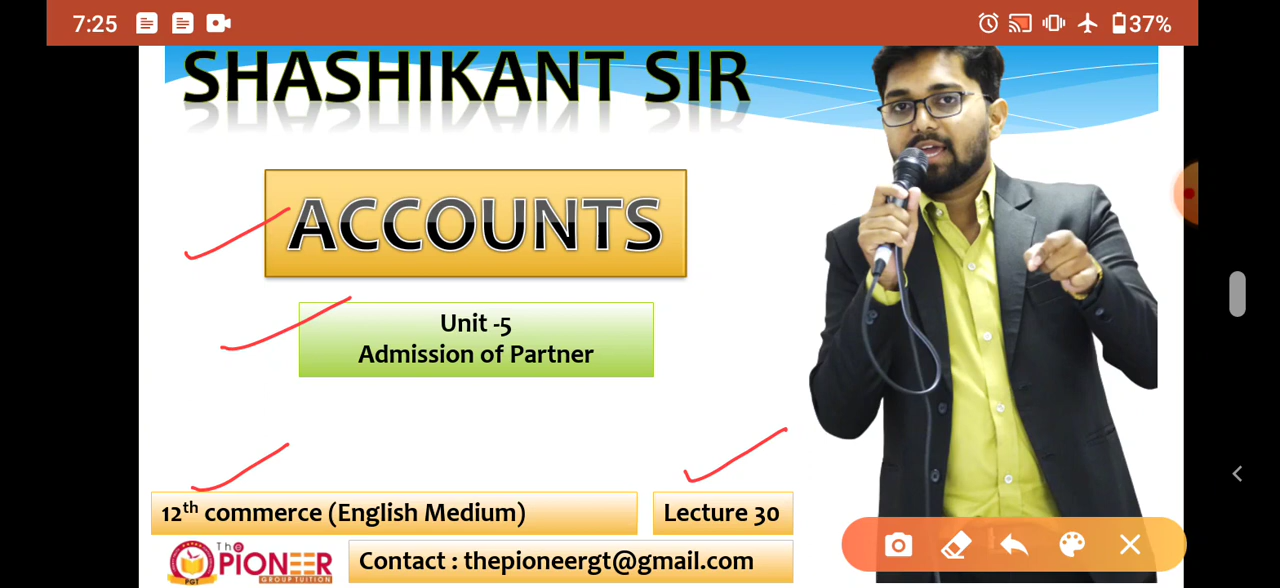 7:25
37%
SHASHIKANT SIR
ACCOUNTS
Unit -5
Admission of Partner
12th commerce (English Medium)
Lecture 30
The
PIONEER
GROUP TUITION
PGT
Contact : thepioneergt@gmail.com